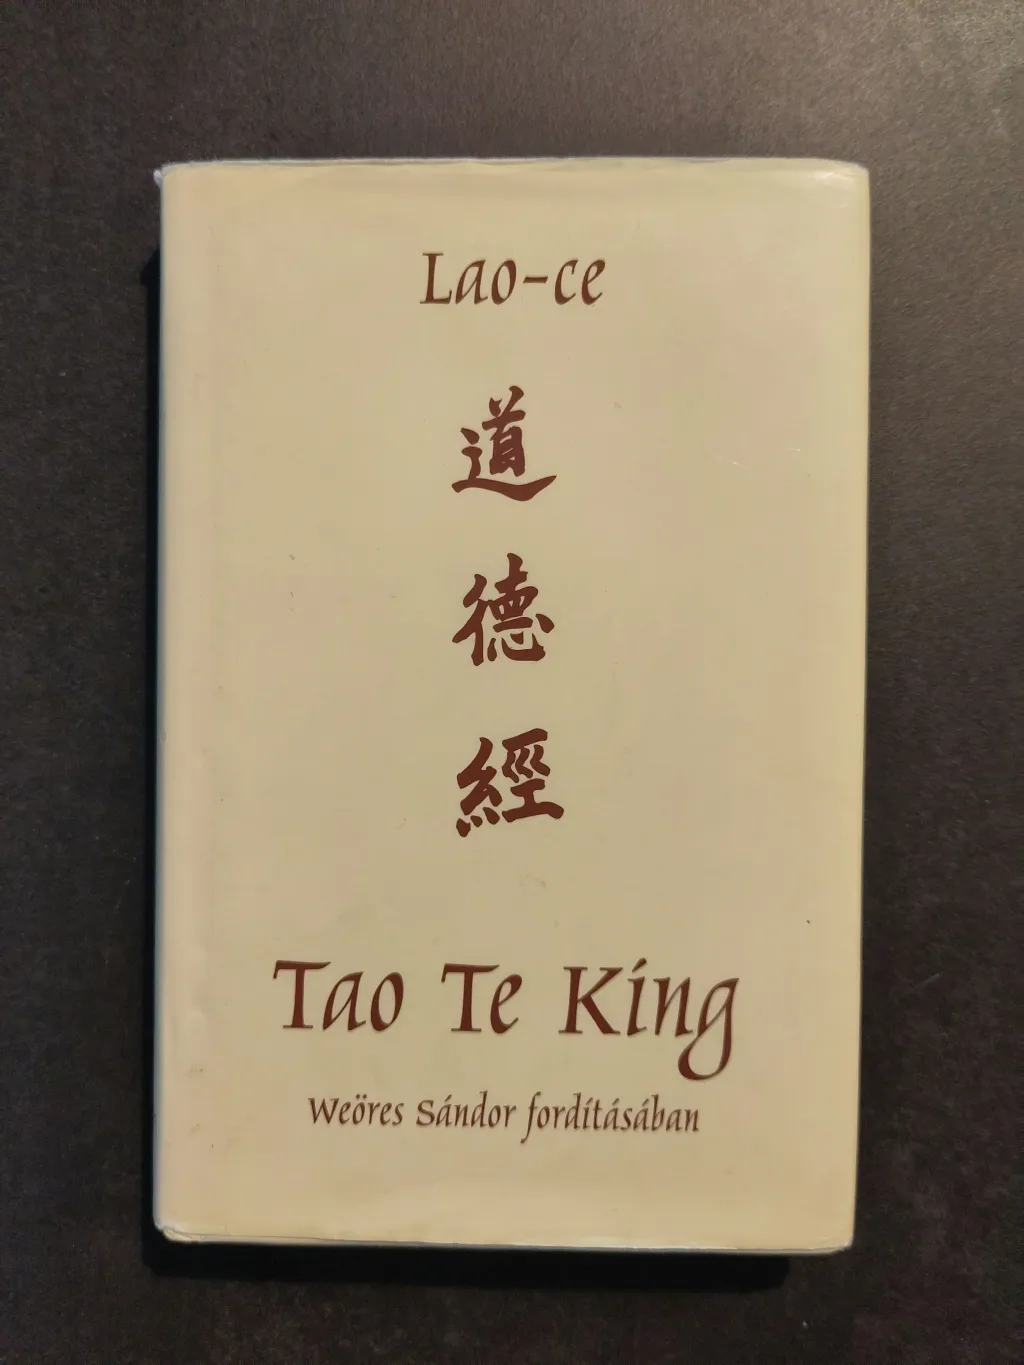 Lao-ce
道
德
經
Tao Te King
Weöres Sándor fordításában